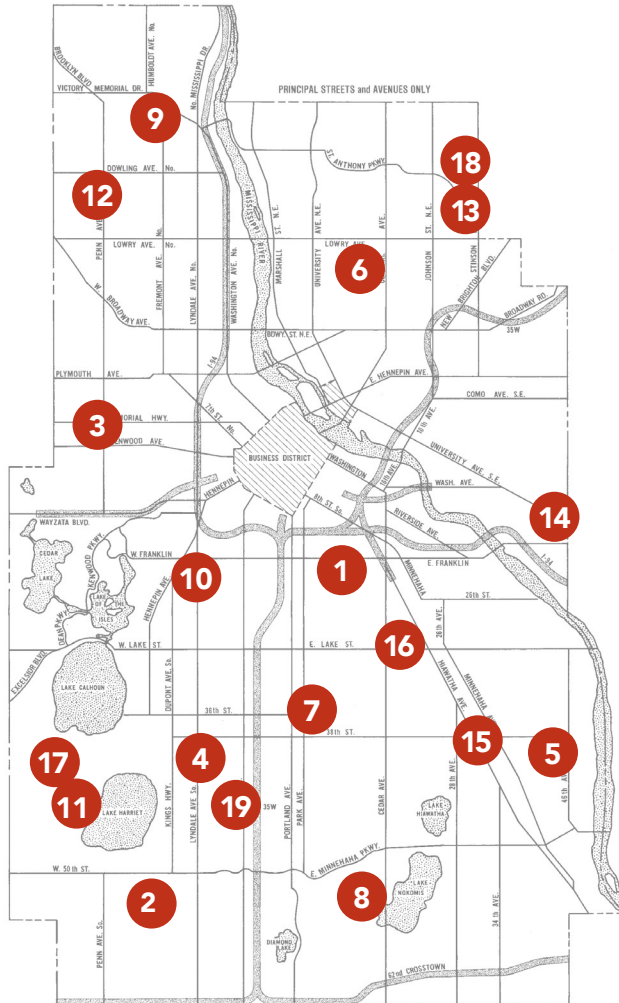 BROOKLYN BLVD
HUMBOLDT AVE. No.
No. MISSISSIPPI DR.
VICTORY MEMORIAL DR.
PRINCIPAL STREETS and AVENUES ONLY
9
ST. ANTHONY PKWY.
18
DOWLING AVE. No.
12
13
PENN AVE
MISSISSIPPI
RIVER
MARSHALL
ST. N.E.
UNIVERSITY
AVE. N.E.
AVE.
JOHNSON
ST. N.E.
STINSON
LOWRY AVE. No.
LOWRY AVE
6
FREMONT AVE. No.
LYNDALE AVE. No.
WASHINGTON AVE. No.
NEW BRIGHTON BLVD.
BROADWAY RD.
35W
W. BROADWAY AVE.
BDWY. ST. N.E.
I-94
PLYMOUTH AVE.
E. HENNEPIN AVE.
COMO AVE. S.E.
3
MORIAL HWY.
ENWOOD AVE.
7TH ST. No.
10th AVE.
UNIVERSITY AVE. S.E.
BUSINESS DISTRICT
WASHINGTON
15th AVE.
WASH. AVE.
HENNEPIN
8th ST. So.
RIVERSIDE AVE.
14
WAYZATA BLVD.
CEDAR
LAKE
KENWOOD PKWY.
W. FRANKLIN
E. FRANKLIN
I-94
10
1
MINNEHAHA
LAKE
OF THE
ISLES
DEAN PKWY.
HENNEPIN AVE.
26th ST.
26th AVE.
EXCELSIOR BLVD.
W. LAKE ST.
E. LAKE ST.
16
LAKE CALHOUN
DUPONT AVE. So.
HIAWATHA AVE.
MINNEHAHA
36th ST.
7
38th ST.
17
4
15
5
11
LAKE HARRIET
KINGS HWY.
LYNDALE AVE So.
19
35W
PORTLAND AVE.
PARK AVE.
CEDAR AVE.
28th AVE.
46th AVE
LAKE
HIAWATHA
W. 50th ST.
E. MINNEHAHA PKWY.
2
8
LAKE
NOKOMIS
PENN AVE. So.
DIAMOND
LAKE
34th AVE.
62nd CROSSTOWN